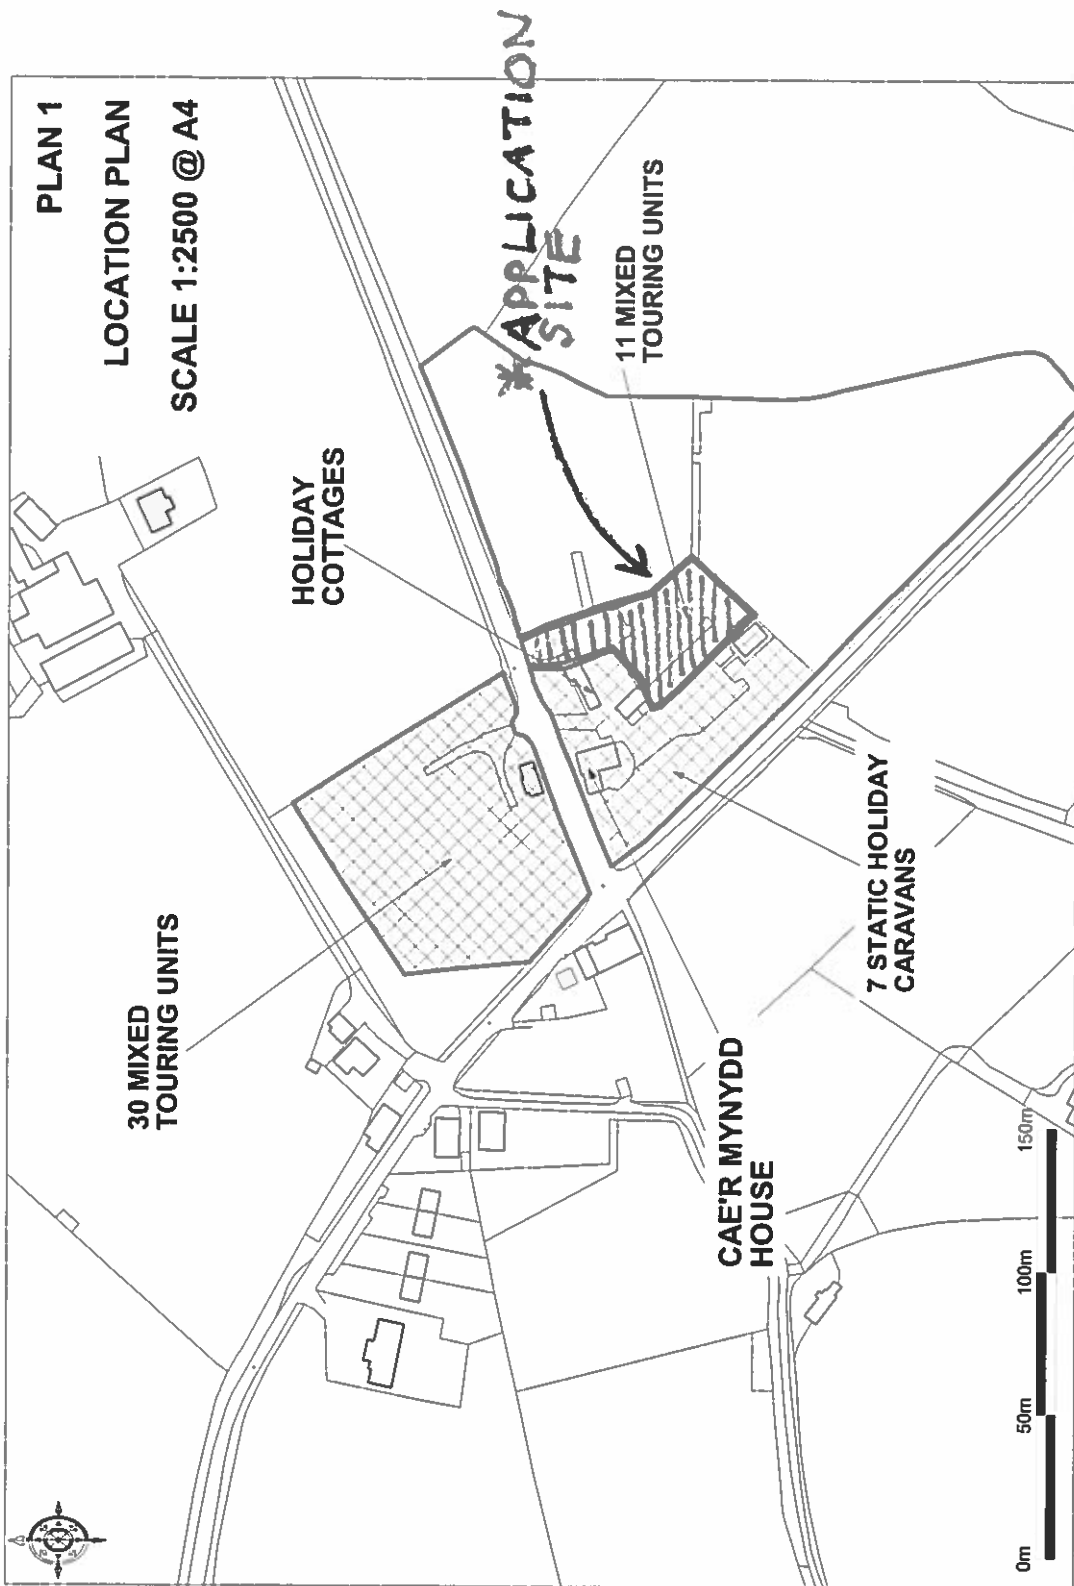 PLAN 1
LOCATION PLAN
SCALE 1:2500 @ A4
* APPLICATION
SITE
HOLIDAY
COTTAGES
11 MIXED
TOURING UNITS
30 MIXED
TOURING UNITS
7 STATIC HOLIDAY
CARAVANS
CAE'R MYNYDD
HOUSE
0m
50m
100m
150m